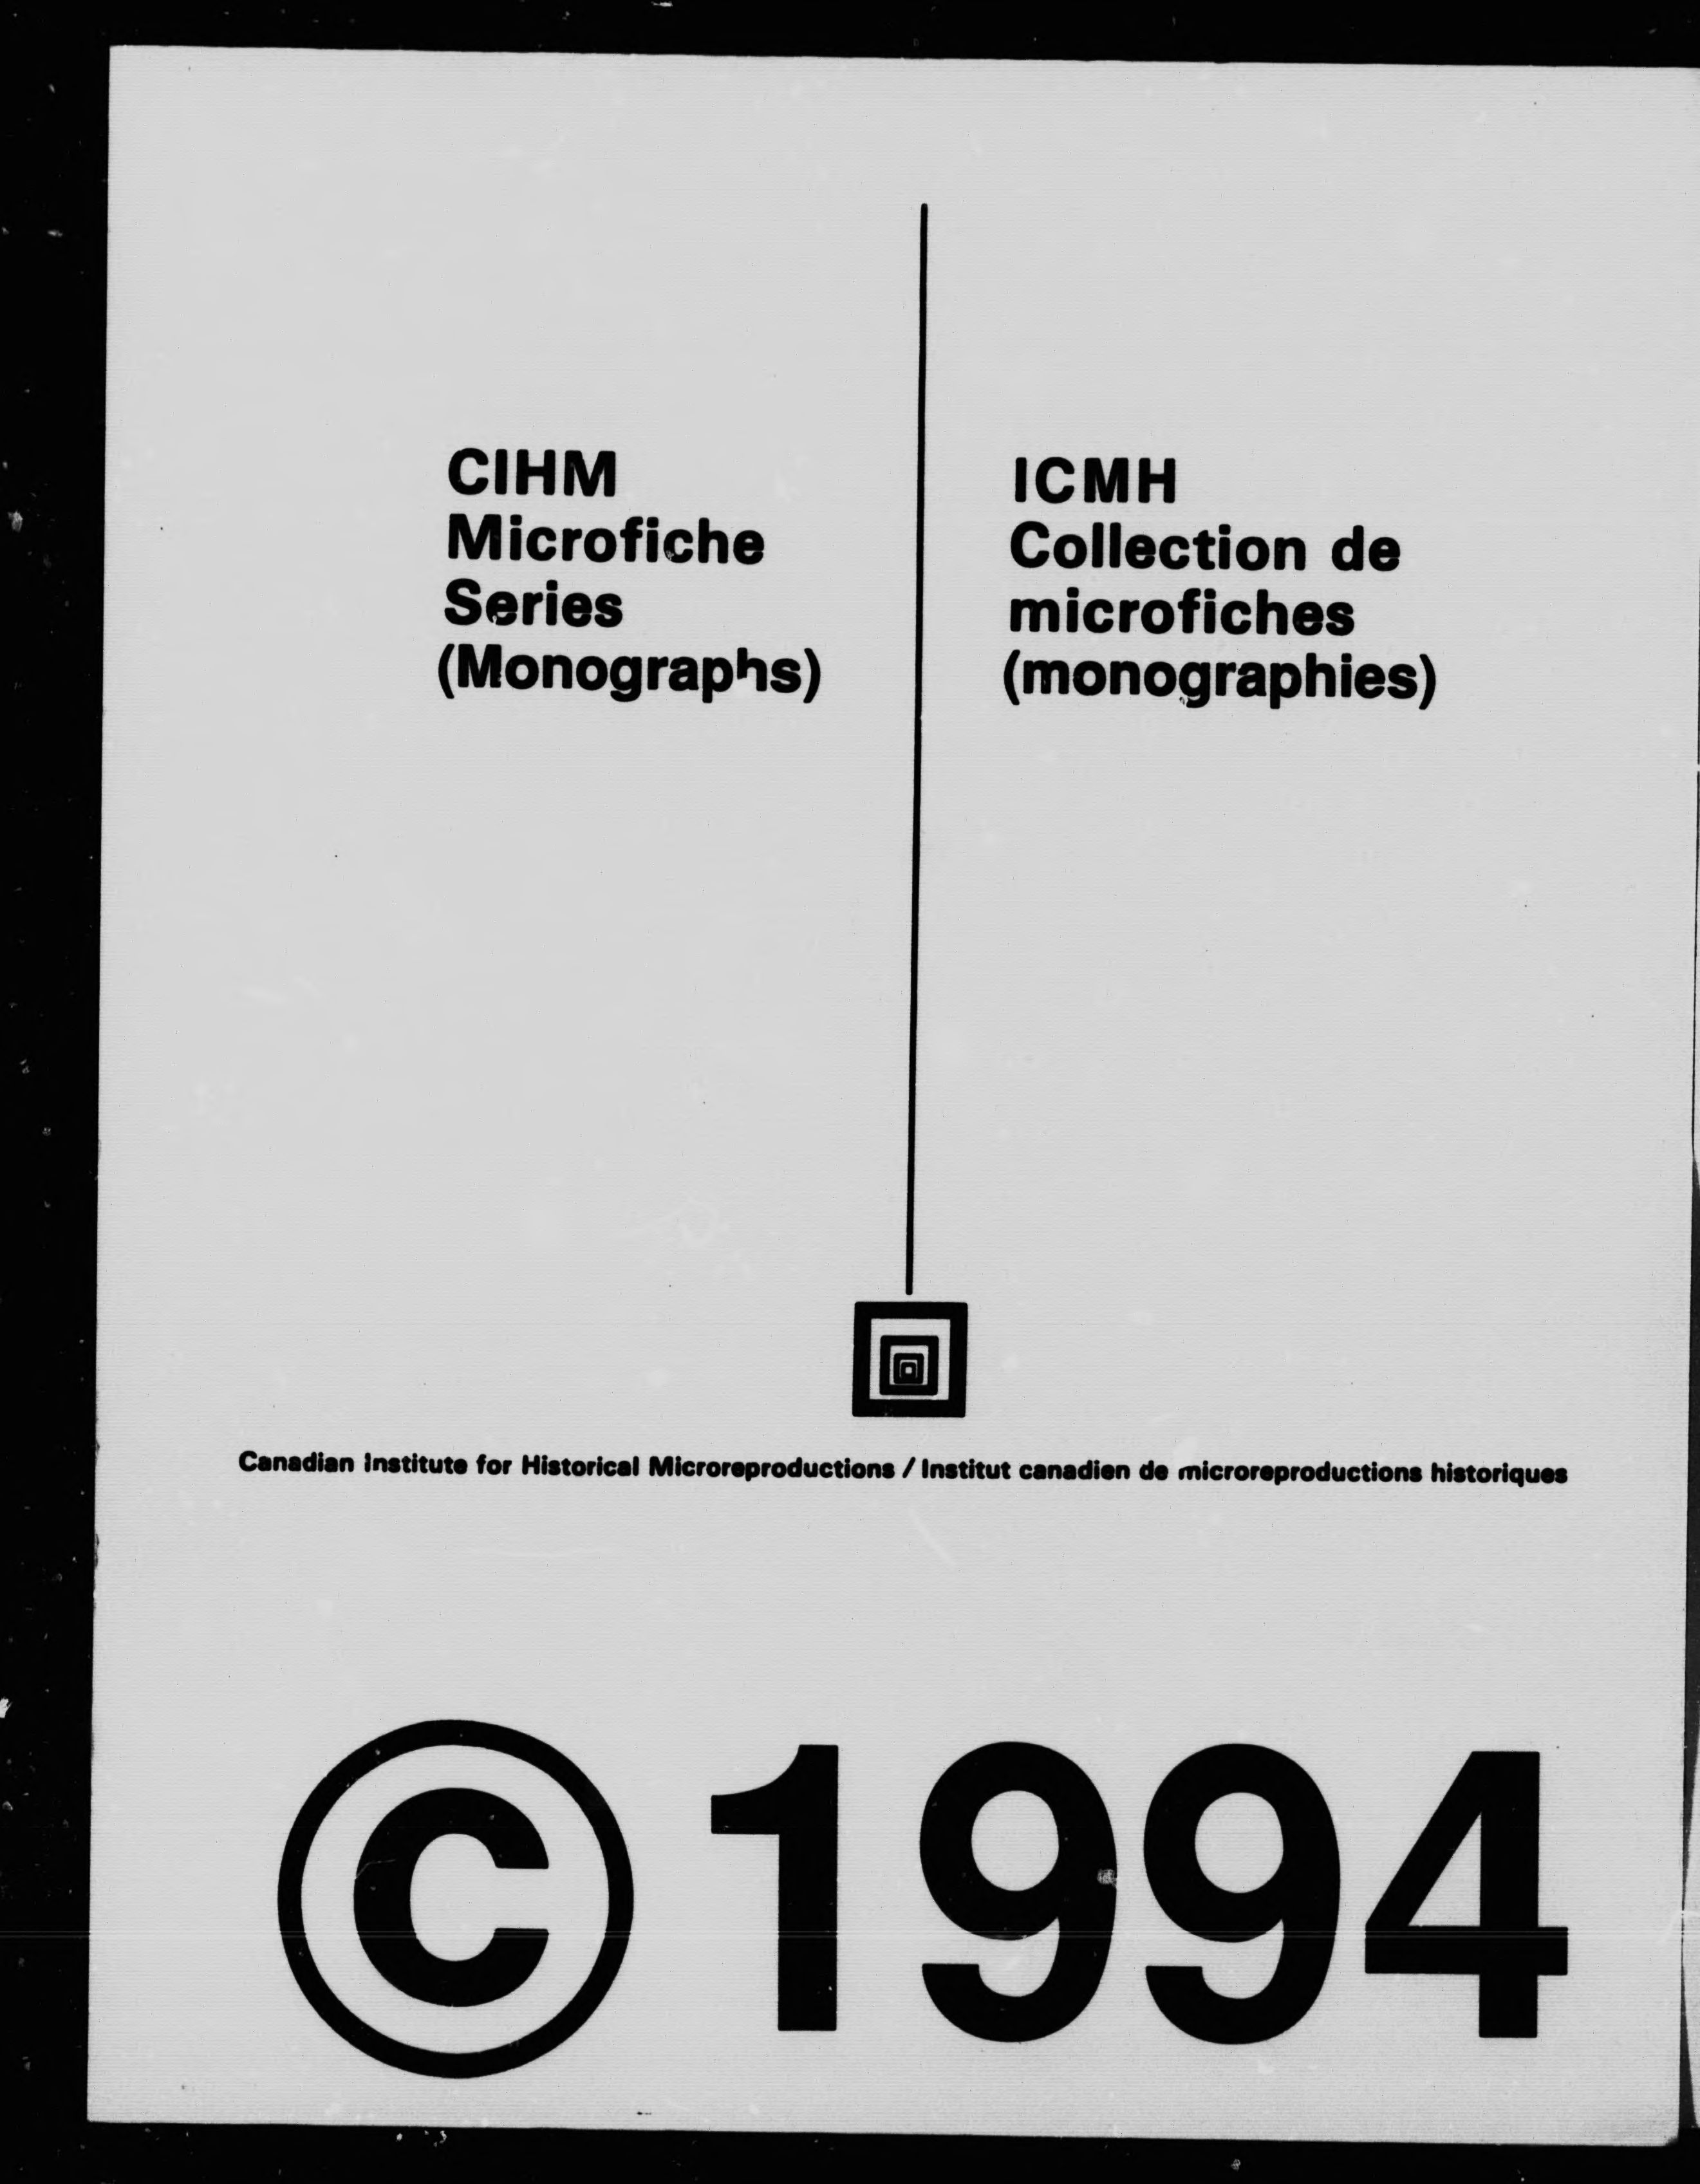 CIHM
Microfiche
Series
(Monographs)
ICMH
Collection de
microfiches
(monographies)
Canadian Institute for Historical Microreproductions / Institut canadien de microreproductions historiques
© 1994